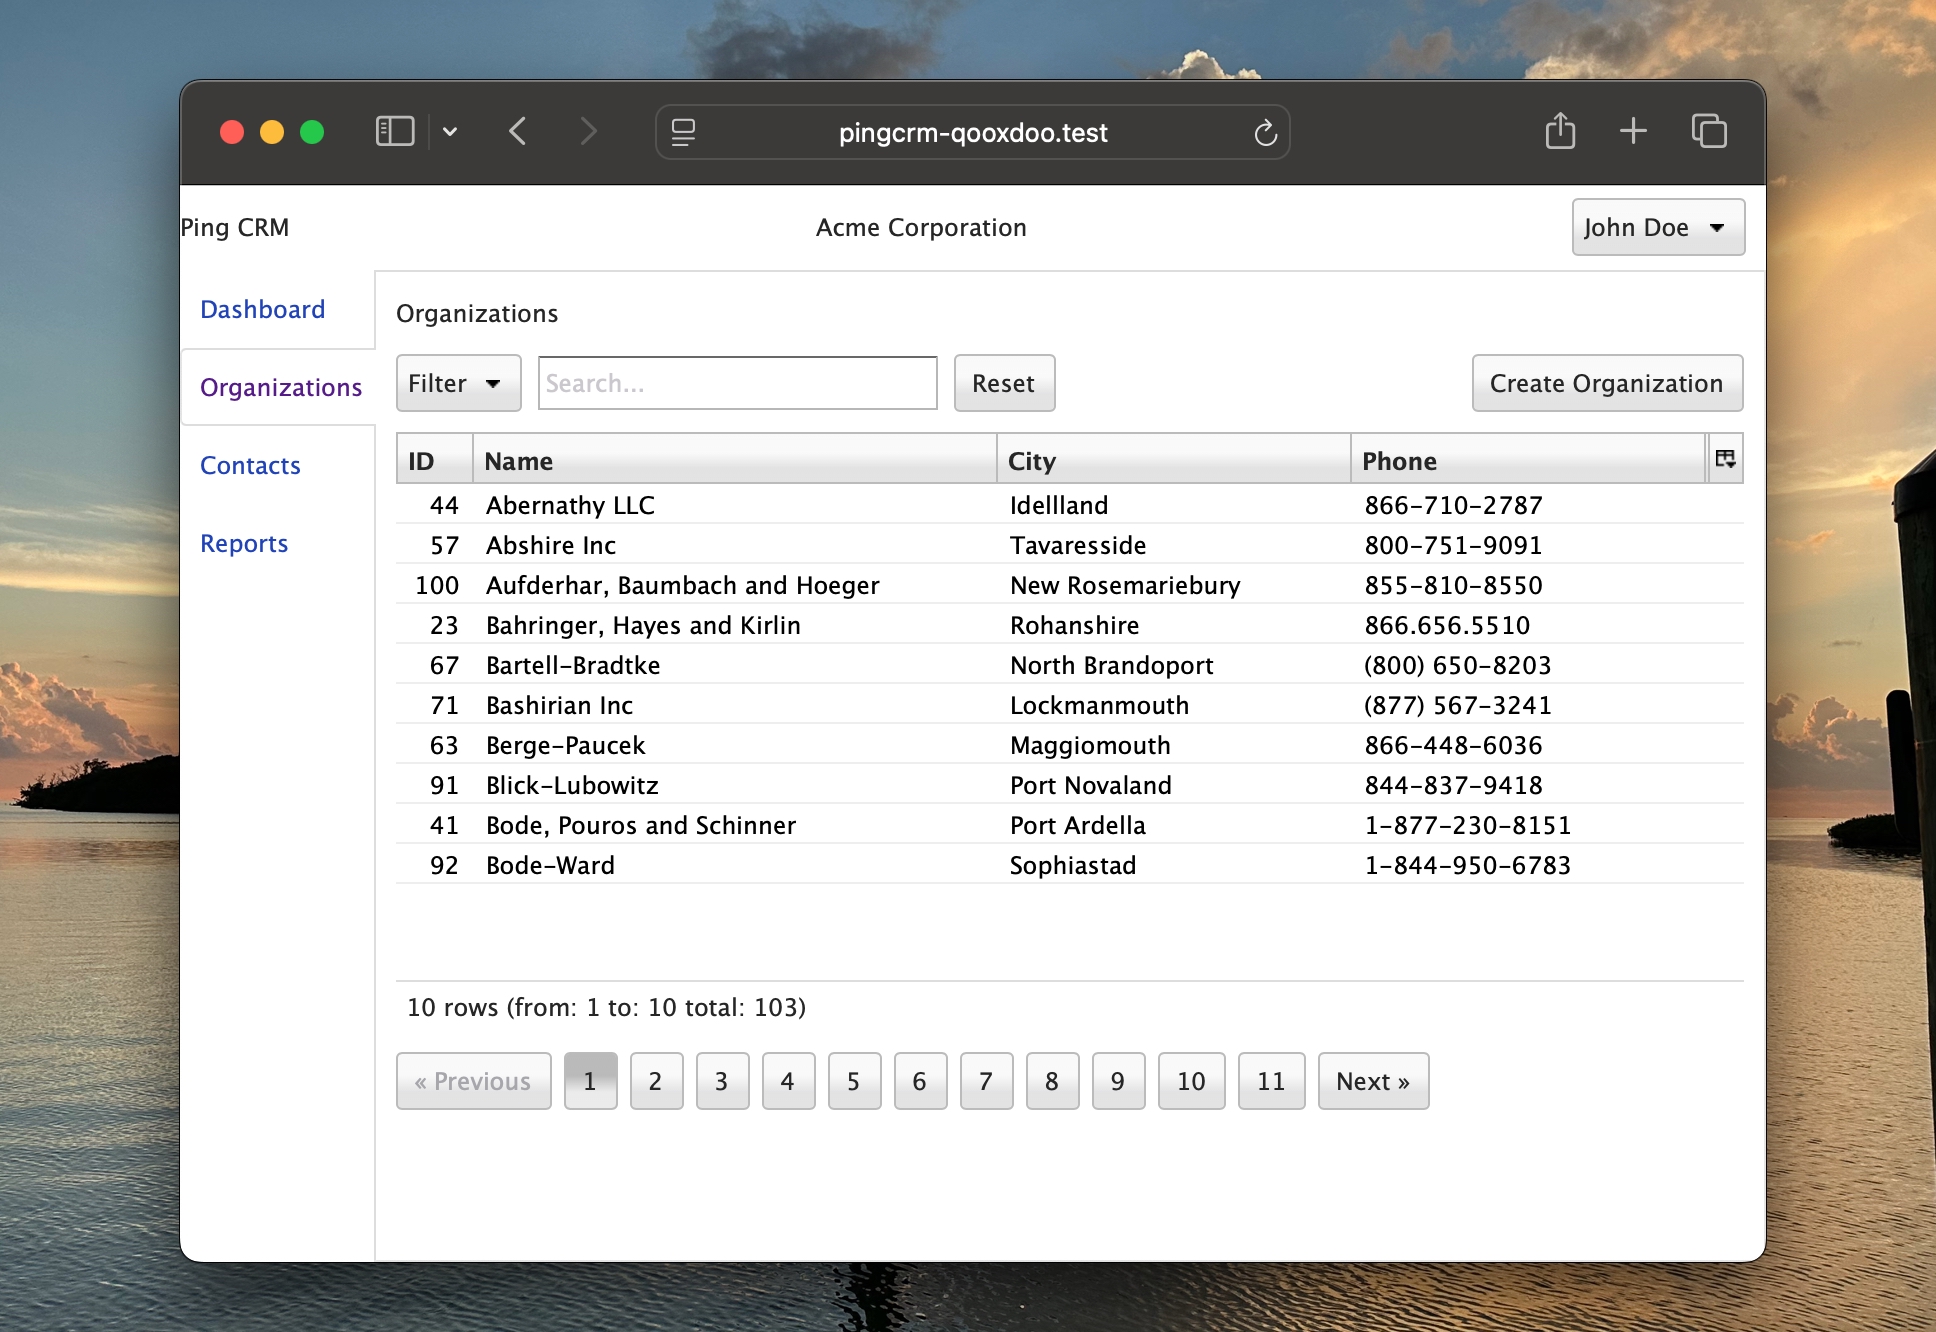 pingcrm-qooxdoo.test
Ping CRM Acme Corporation John Doe
Dashboard
Organizations
Contacts
Reports
Organizations
Filter Search... Reset Create Organization
ID Name City Phone
44 Abernathy LLC Idellland 866-710-2787
57 Abshire Inc Tavaresside 800-751-9091
100 Aufderhar, Baumbach and Hoeger New Rosemariebury 855-810-8550
23 Bahringer, Hayes and Kirlin Rohanshire 866.656.5510
67 Bartell-Bradtke North Brandoport (800) 650-8203
71 Bashirian Inc Lockmanmouth (877) 567-3241
63 Berge-Paucek Maggiomouth 866-448-6036
91 Blick-Lubowitz Port Novaland 844-837-9418
41 Bode, Pouros and Schinner Port Ardella 1-877-230-8151
92 Bode-Ward Sophiastad 1-844-950-6783
10 rows (from: 1 to: 10 total: 103)
« Previous 1 2 3 4 5 6 7 8 9 10 11 Next »